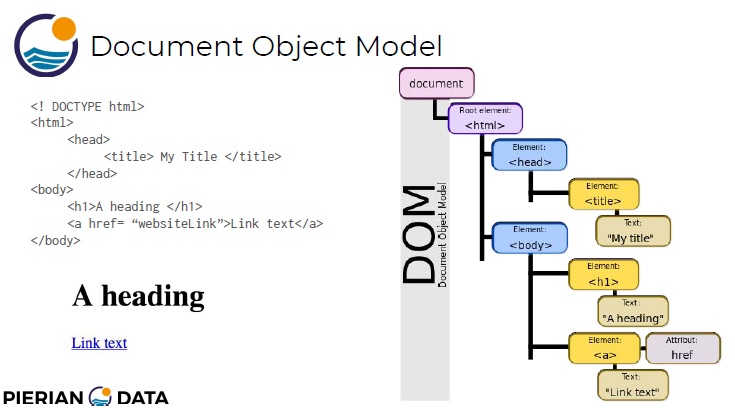 Document Object Model
<! DOCTYPE html>
<html>
<head>
<title> My Title </title>
</head>
<body>
<h1>A heading </h1>
<a href= “websiteLink”>Link text</a>
</body>
A heading
Link text
PIERIAN DATA
DOM
Document Object Model
document
Root element:
<html>
Element:
<head>
Element:
<title>
Text:
"My title"
Element:
<body>
Element:
<h1>
Text:
"A heading"
Element:
<a>
Attribut:
href
Text:
"Link text"